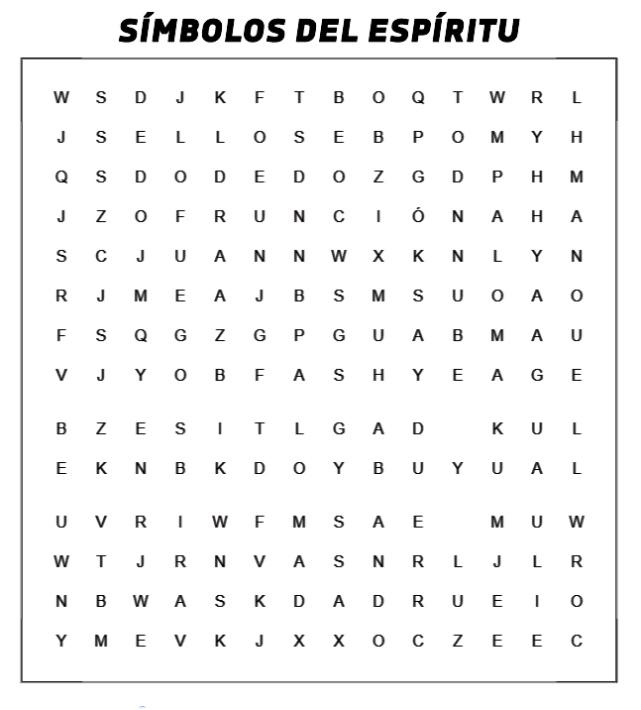 SÍMBOLOS DEL ESPÍRITU
W S D J K F T B O Q T W R L
J S E L L O S E B P O M Y H
Q S D O D E D O Z G D P H M
J Z O F R U N C I Ó N A H A
S C J U A N N W X K N L Y N
R J M E A J B S M S U O A O
F S Q G Z G P G U A B M A U
V J Y O B F A S H Y E A G E
B Z E S I T L G A D K U L
E K N B K D O Y B U Y U A L
U V R I W F M S A E M U W
W T J R N V A S N R L J L R
N B W A S K D A D R U E I O
Y M E V K J X X O C Z E E C